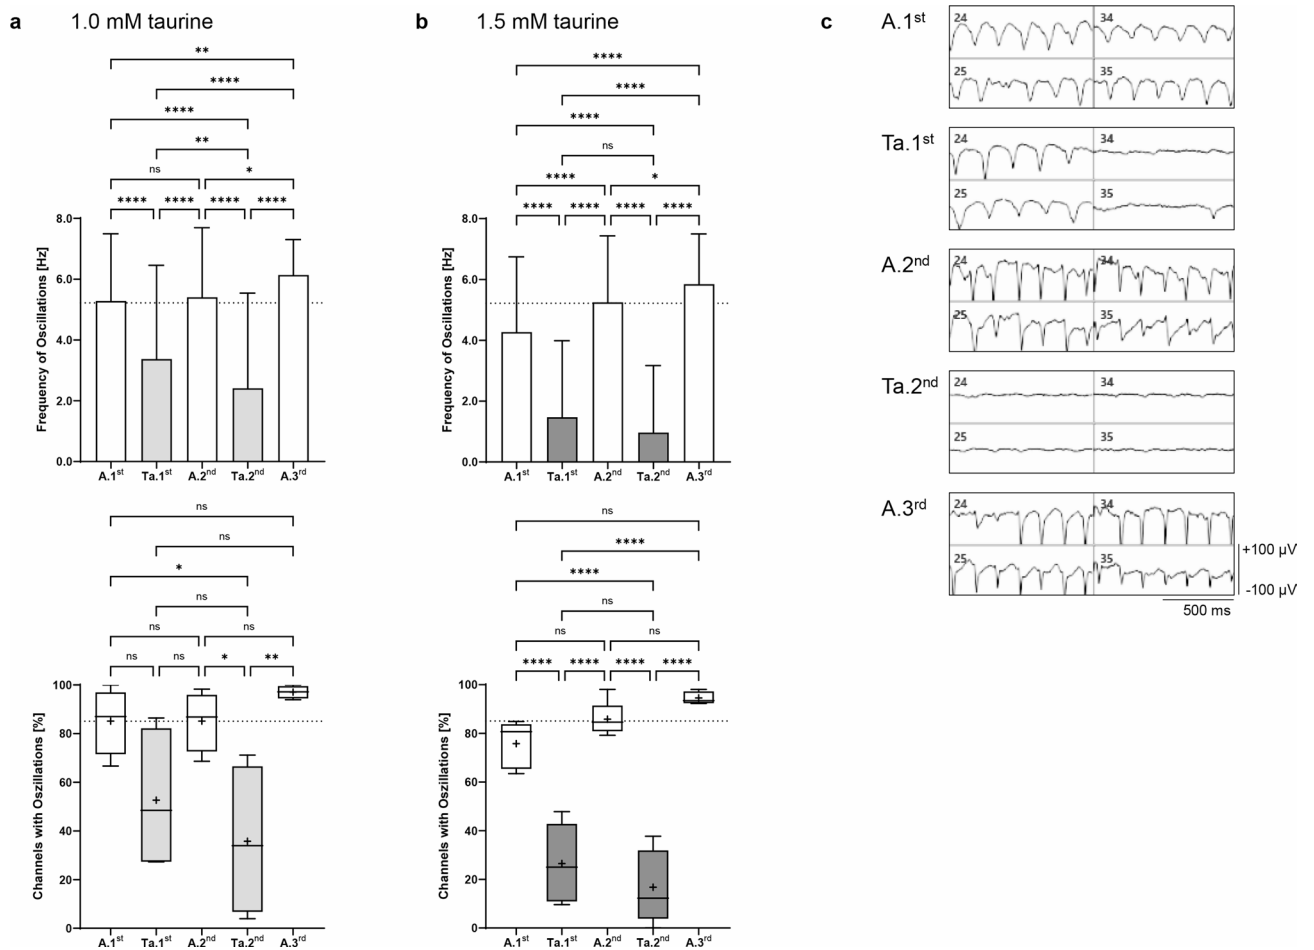 a 1.0 mM taurine
**
****
****
**
ns *
**** **** **** ****
8.0
6.0
4.0
2.0
0.0
Frequency of Oscillations [Hz]
A.1st Ta.1st A.2nd Ta.2nd A.3rd
ns
ns
*
ns
ns ns
ns ns * **
100
80
60
40
20
0
Channels with Oszillations [%]
A.1st Ta.1st A.2nd Ta.2nd A.3rd
b 1.5 mM taurine
****
****
****
ns
**** *
**** **** **** ****
8.0
6.0
4.0
2.0
0.0
Frequency of Oscillations [Hz]
A.1st Ta.1st A.2nd Ta.2nd A.3rd
ns
****
****
ns
ns ns
**** **** **** ****
100
80
60
40
20
0
Channels with Oszillations [%]
A.1st Ta.1st A.2nd Ta.2nd A.3rd
c
A.1st
24 34
25 35
Ta.1st
24 34
25 35
A.2nd
24 34
25 35
Ta.2nd
24 34
25 35
A.3rd
24 34
25 35
+100 µV
-100 µV
500 ms